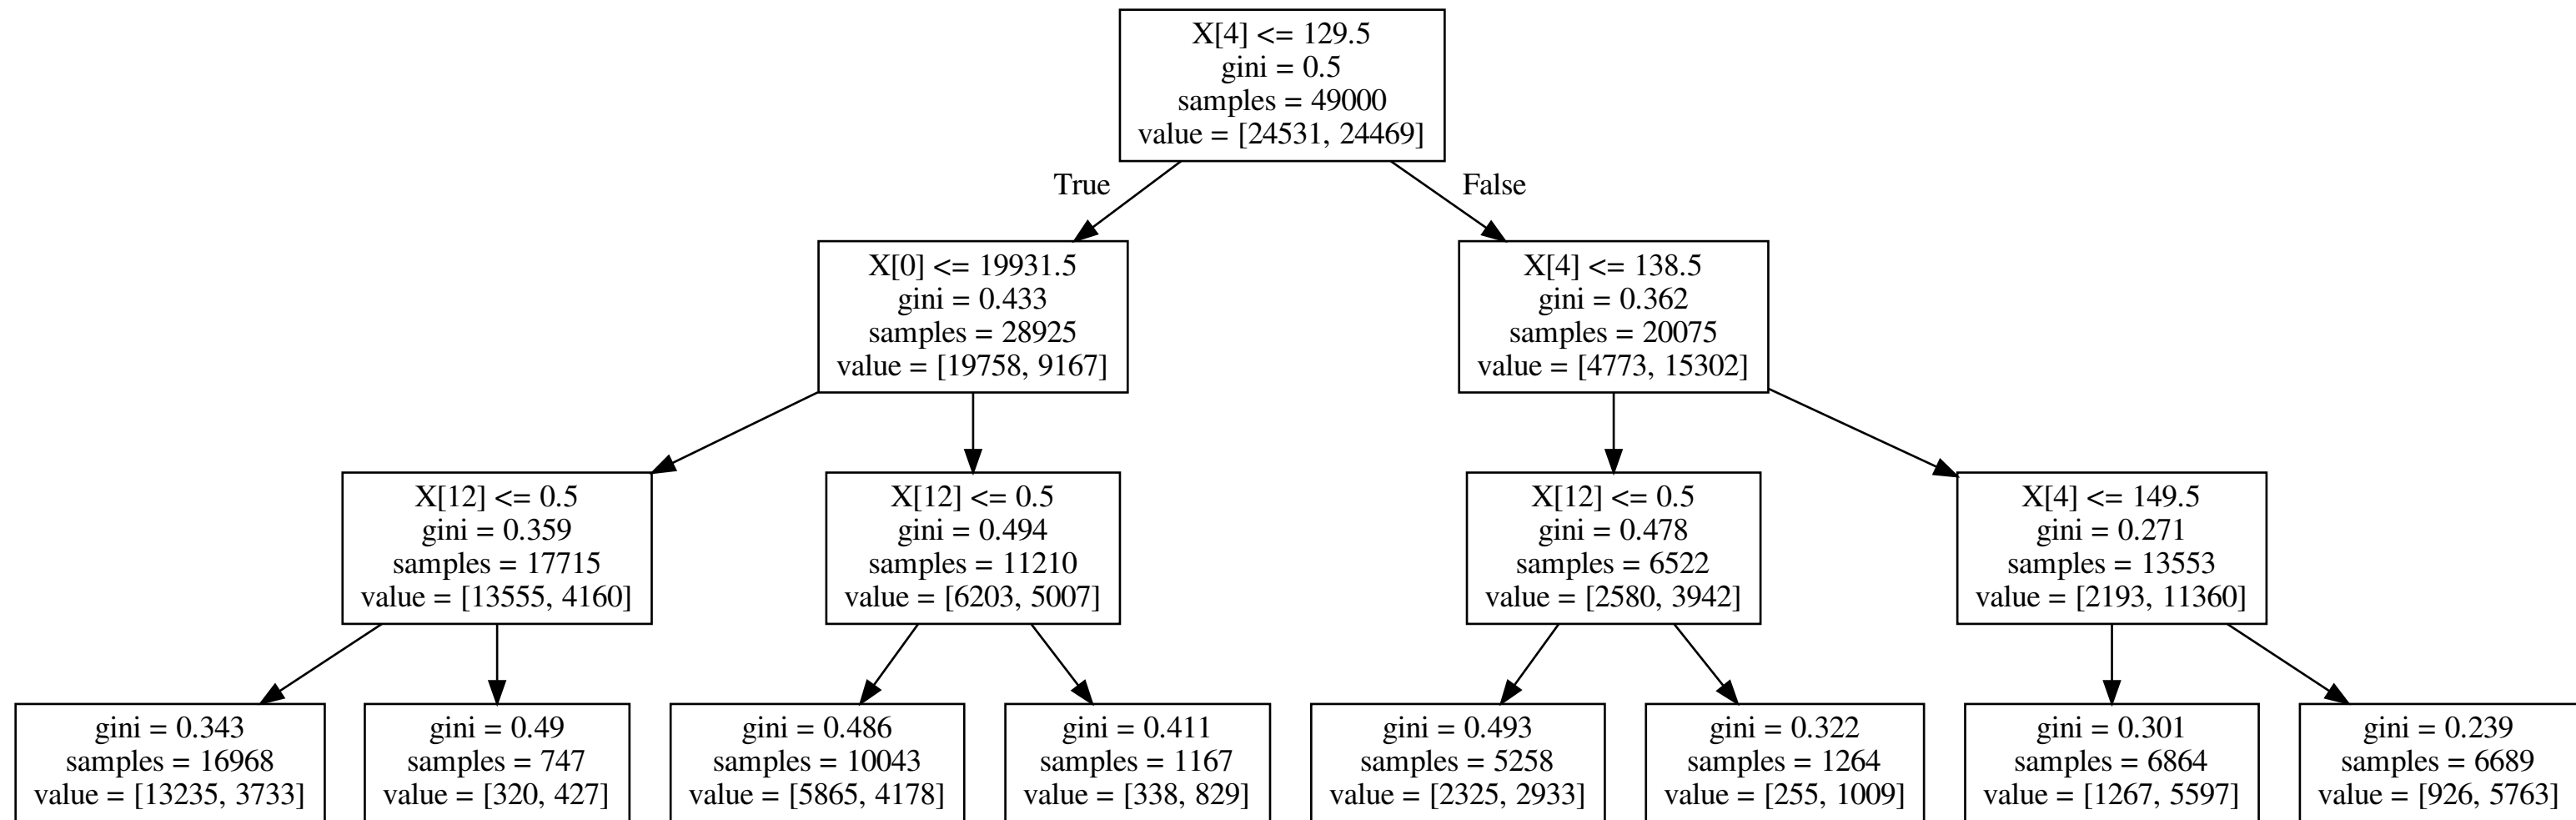 X[4] <= 129.5
gini = 0.5
samples = 49000
value = [24531, 24469]
True
False
X[0] <= 19931.5
gini = 0.433
samples = 28925
value = [19758, 9167]
X[4] <= 138.5
gini = 0.362
samples = 20075
value = [4773, 15302]
X[12] <= 0.5
gini = 0.359
samples = 17715
value = [13555, 4160]
X[12] <= 0.5
gini = 0.494
samples = 11210
value = [6203, 5007]
X[12] <= 0.5
gini = 0.478
samples = 6522
value = [2580, 3942]
X[4] <= 149.5
gini = 0.271
samples = 13553
value = [2193, 11360]
gini = 0.343
samples = 16968
value = [13235, 3733]
gini = 0.49
samples = 747
value = [320, 427]
gini = 0.486
samples = 10043
value = [5865, 4178]
gini = 0.411
samples = 1167
value = [338, 829]
gini = 0.493
samples = 5258
value = [2325, 2933]
gini = 0.322
samples = 1264
value = [255, 1009]
gini = 0.301
samples = 6864
value = [1267, 5597]
gini = 0.239
samples = 6689
value = [926, 5763]